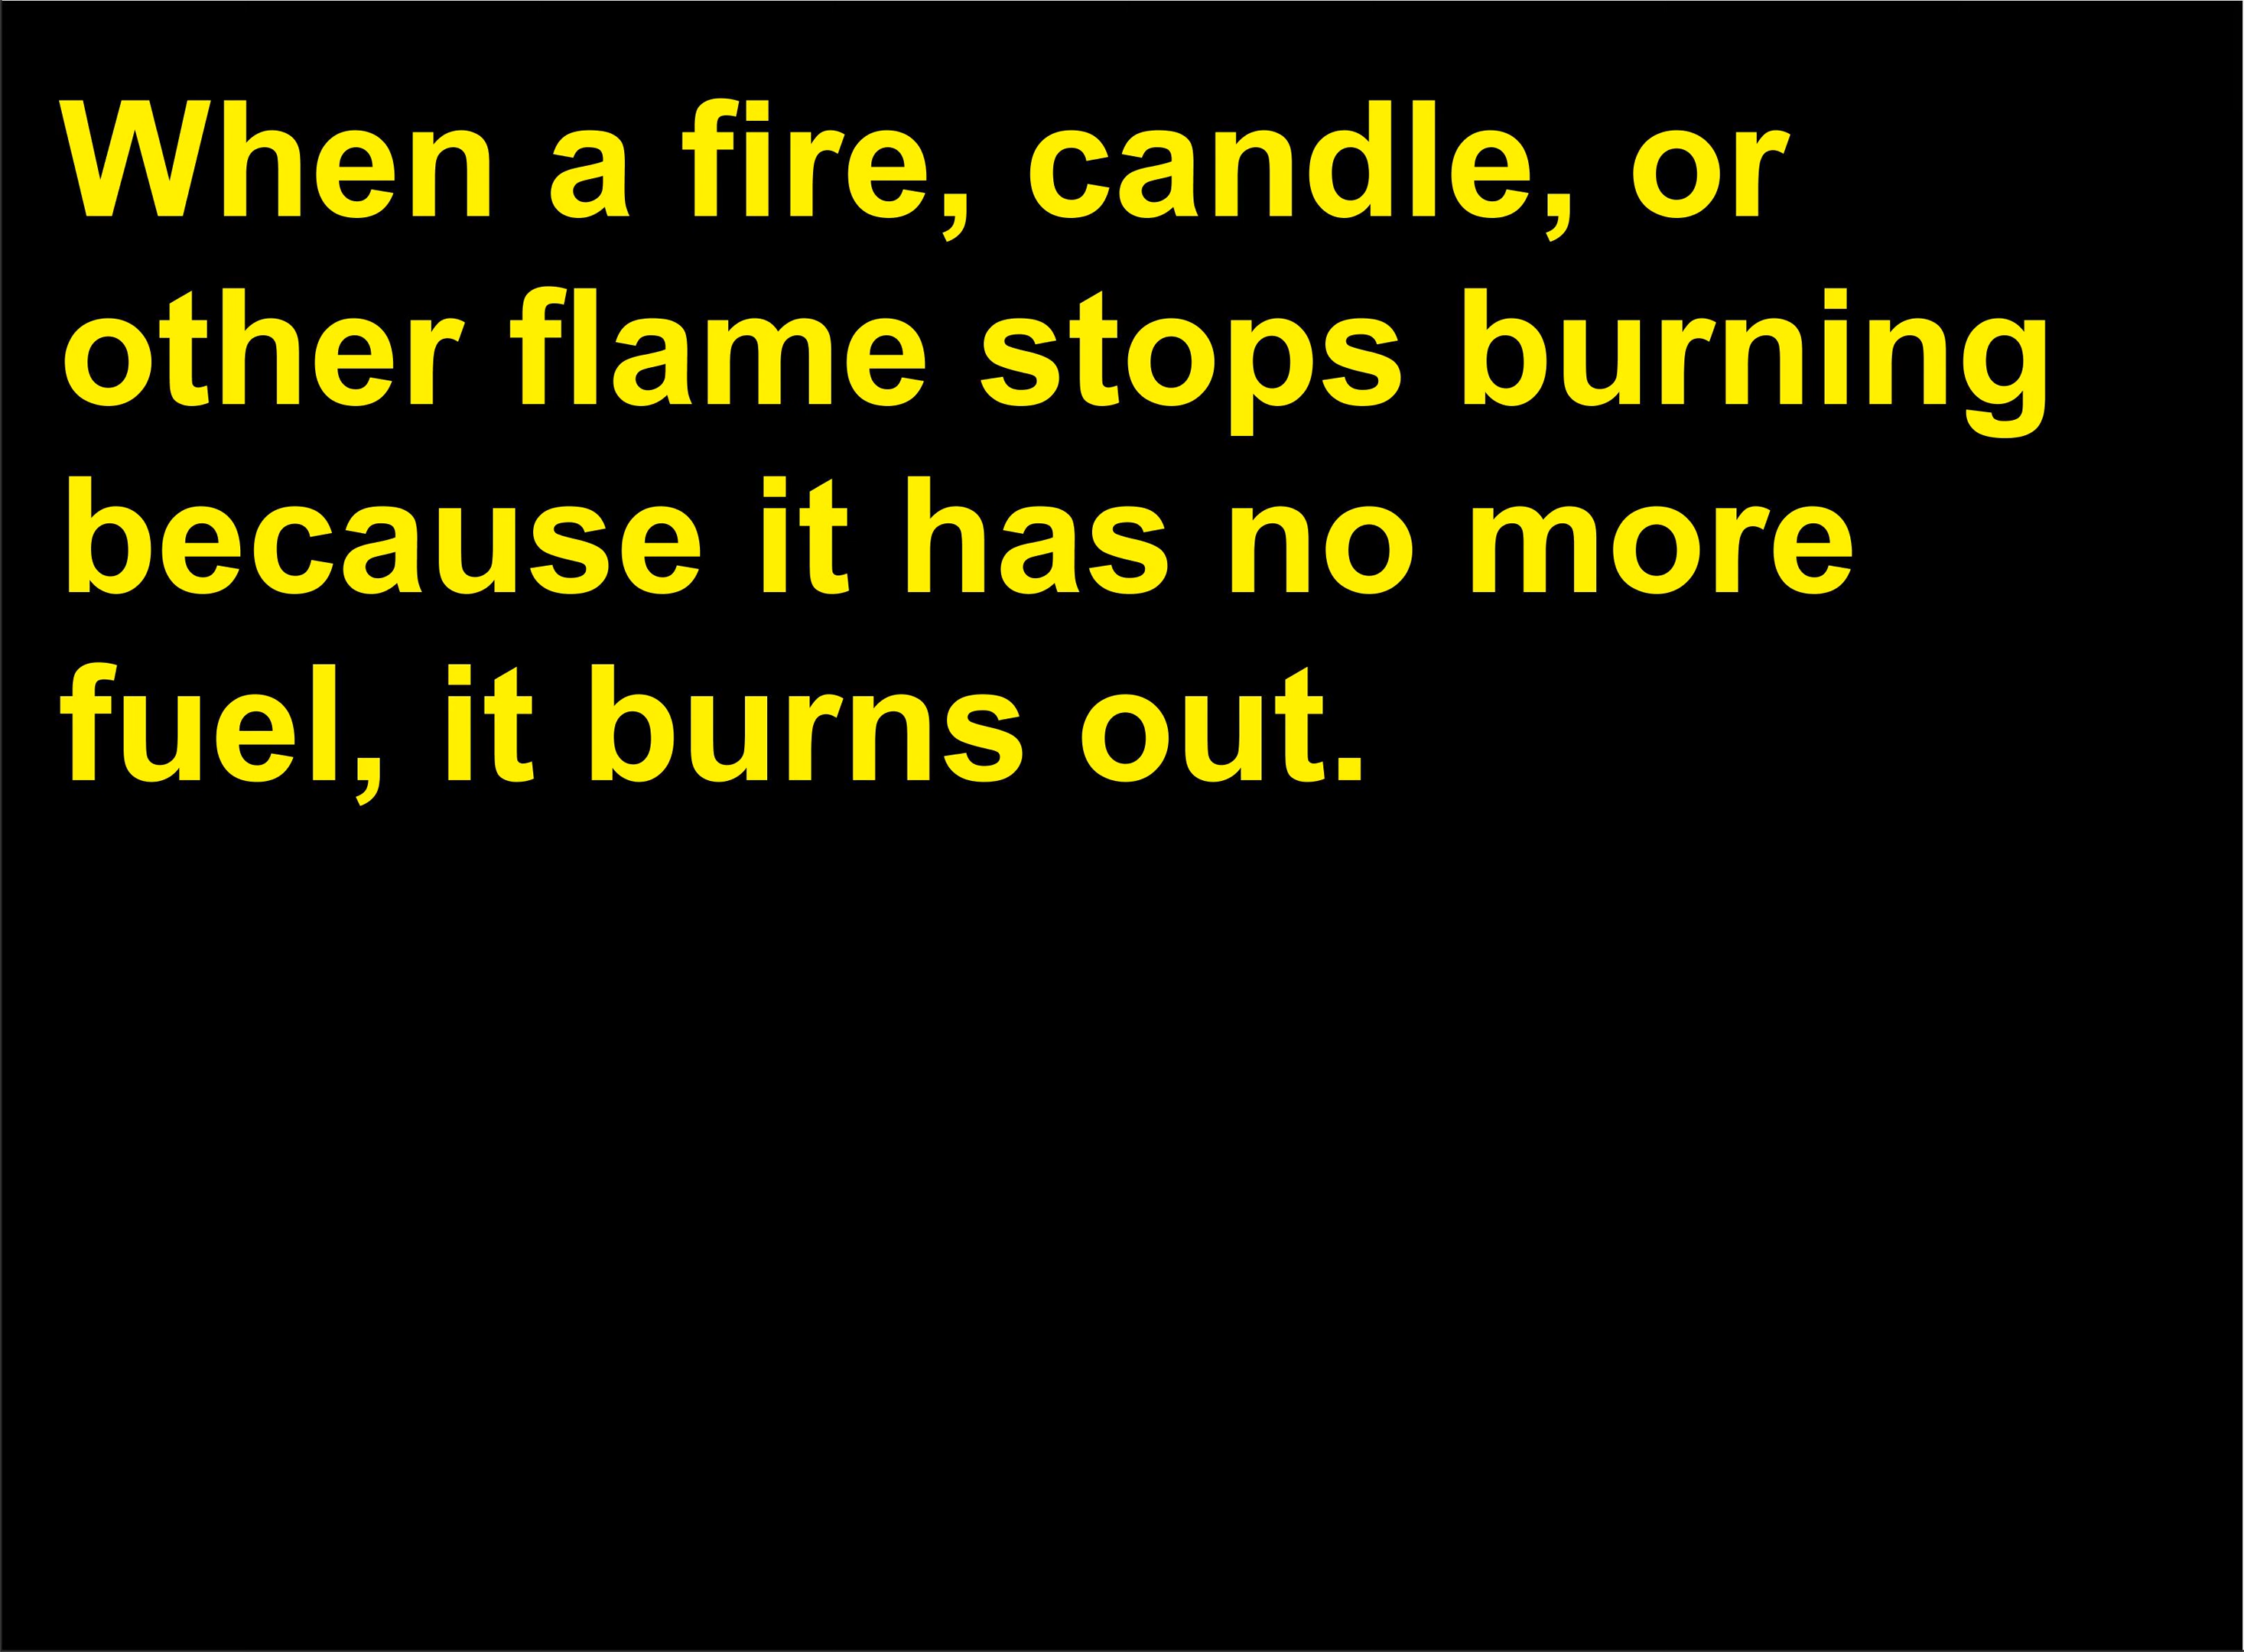 When a fire, candle, or
other flame stops burning
because it has no more
fuel, it burns out.